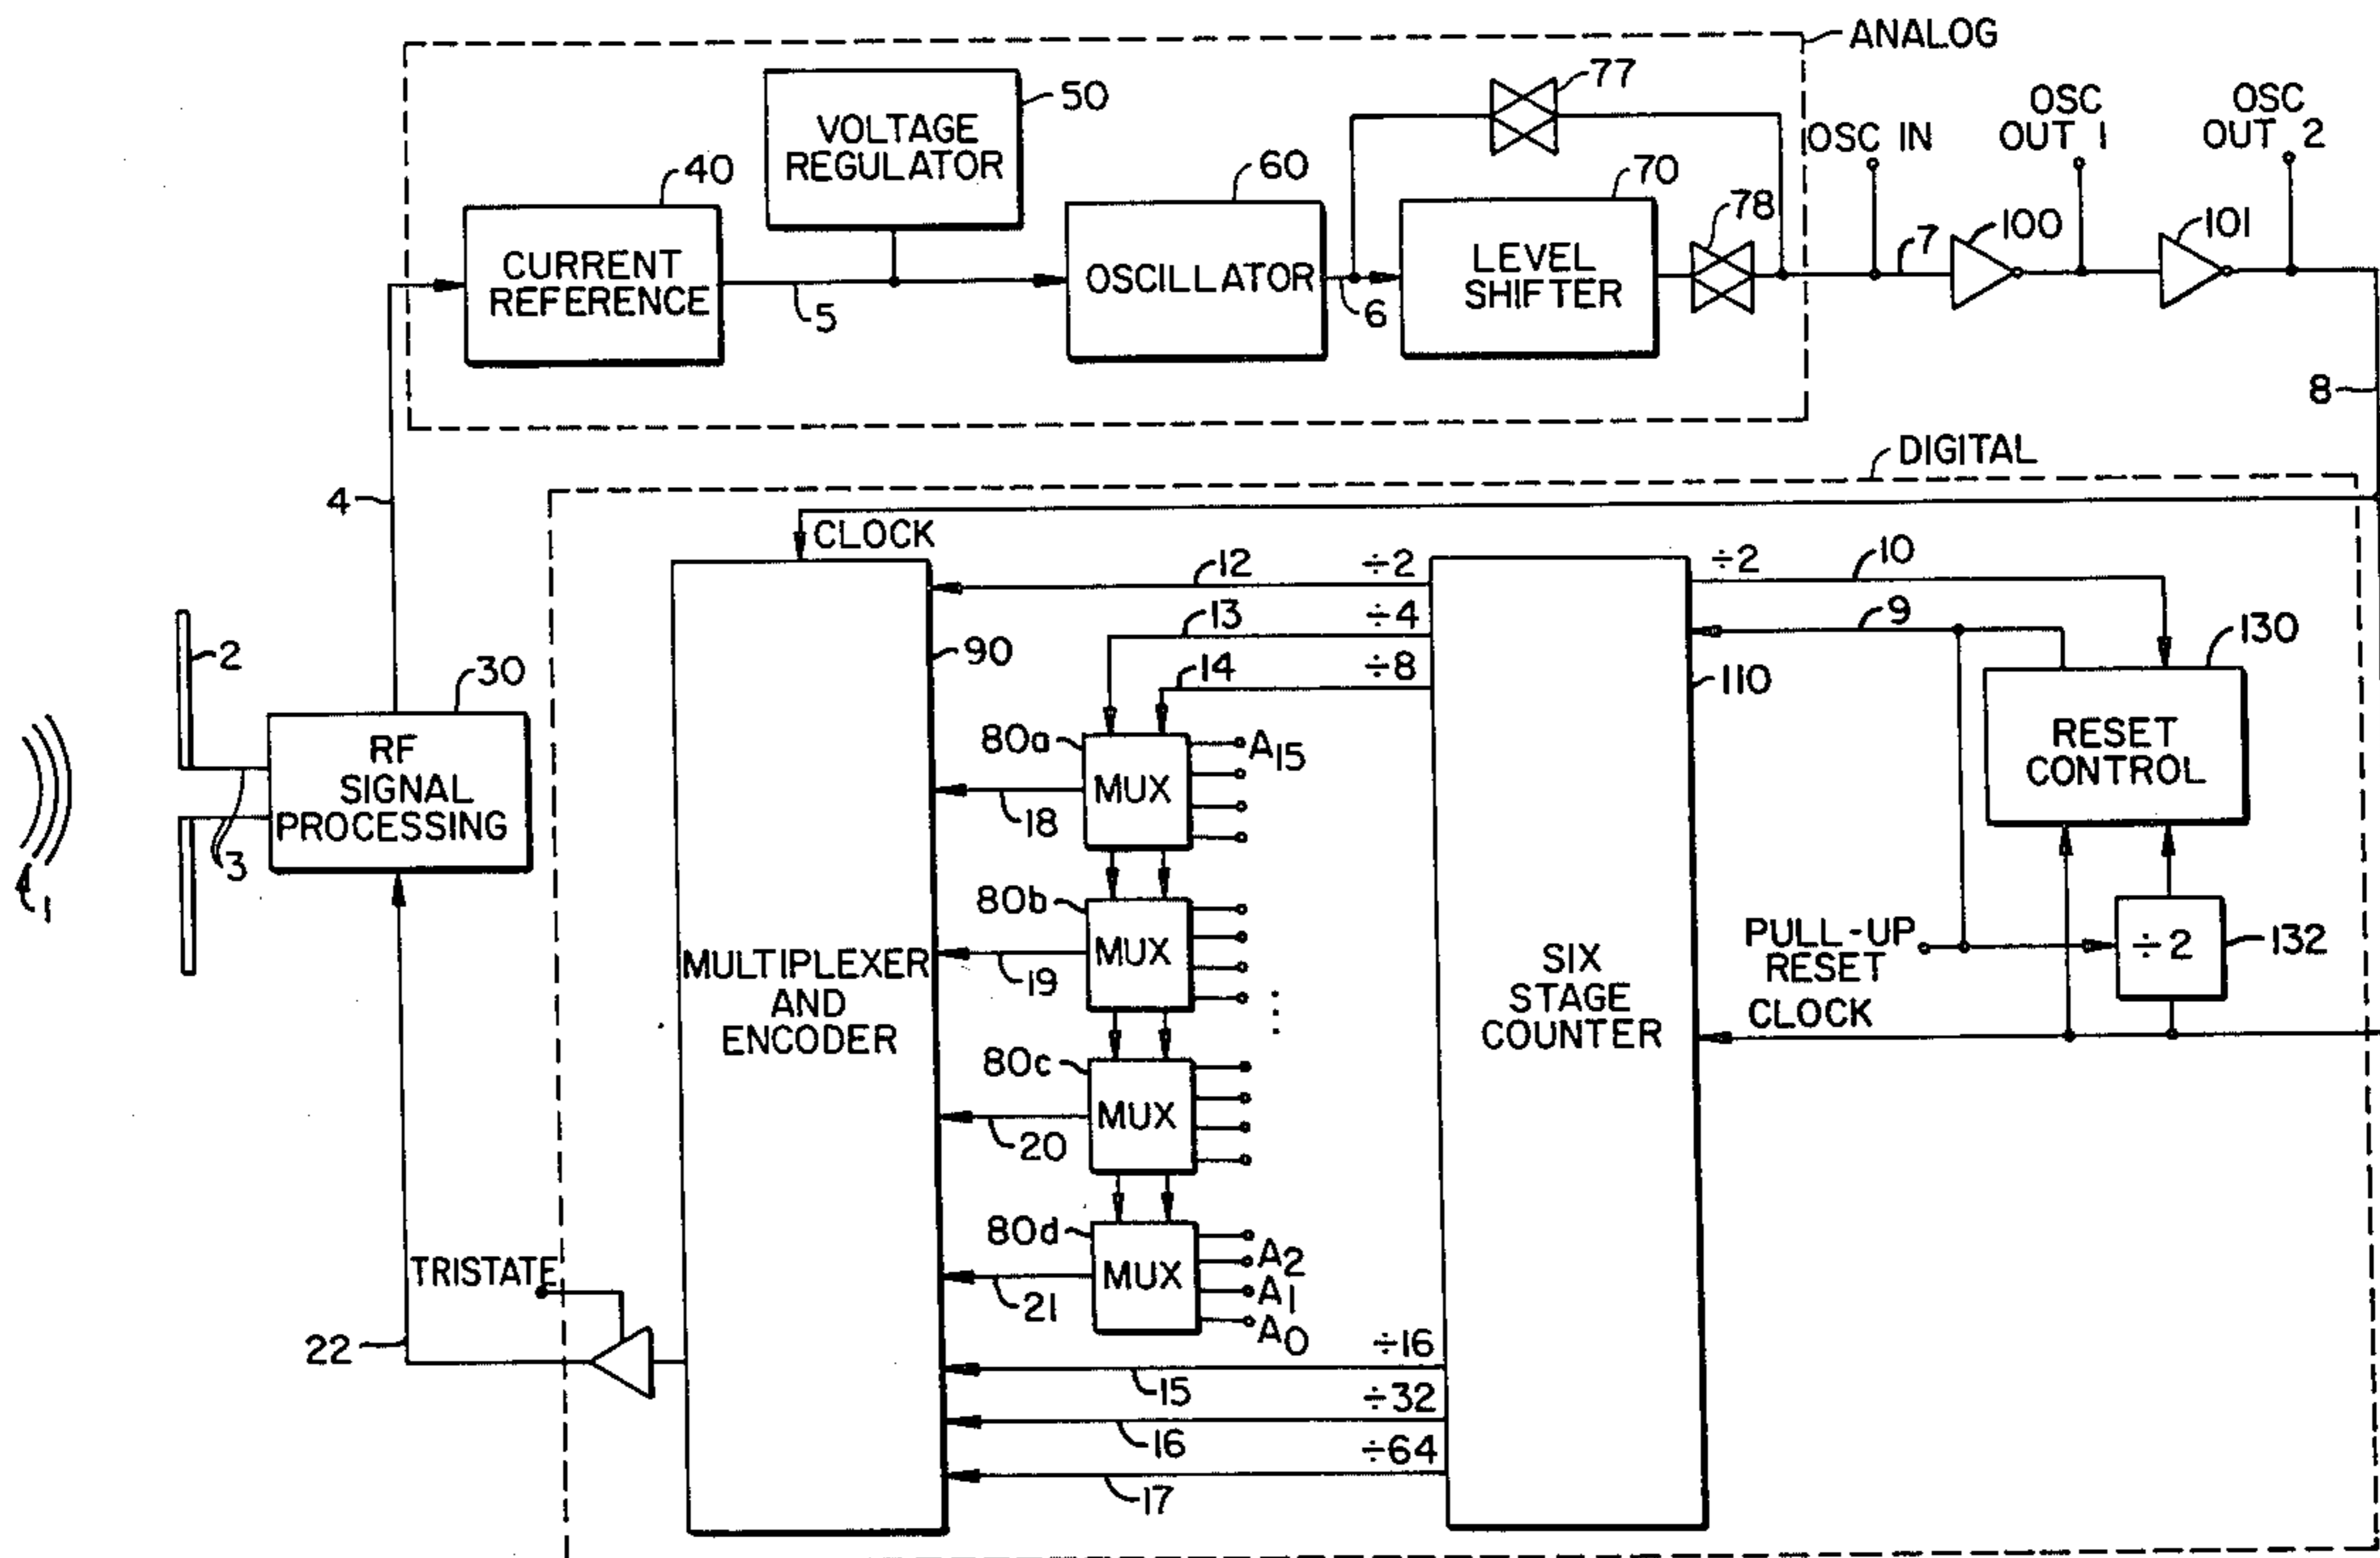 ANALOG
50
VOLTAGE
REGULATOR
77
OSC
OUT 1
OSC
OUT 2
OSC IN
40
CURRENT
REFERENCE
5
60
OSCILLATOR
6
70
LEVEL
SHIFTER
78
7
100
101
8
DIGITAL
4
CLOCK
÷2
12
÷4
13
÷8
14
÷2
10
9
130
RESET
CONTROL
110
90
2
30
RF
SIGNAL
PROCESSING
3
1
80a
MUX
A15
18
80b
MUX
19
PULL-UP
RESET
÷2
132
CLOCK
MULTIPLEXER
AND
ENCODER
SIX
STAGE
COUNTER
80c
MUX
20
80d
MUX
A2
A1
A0
21
TRISTATE
22
÷16
15
÷32
16
÷64
17